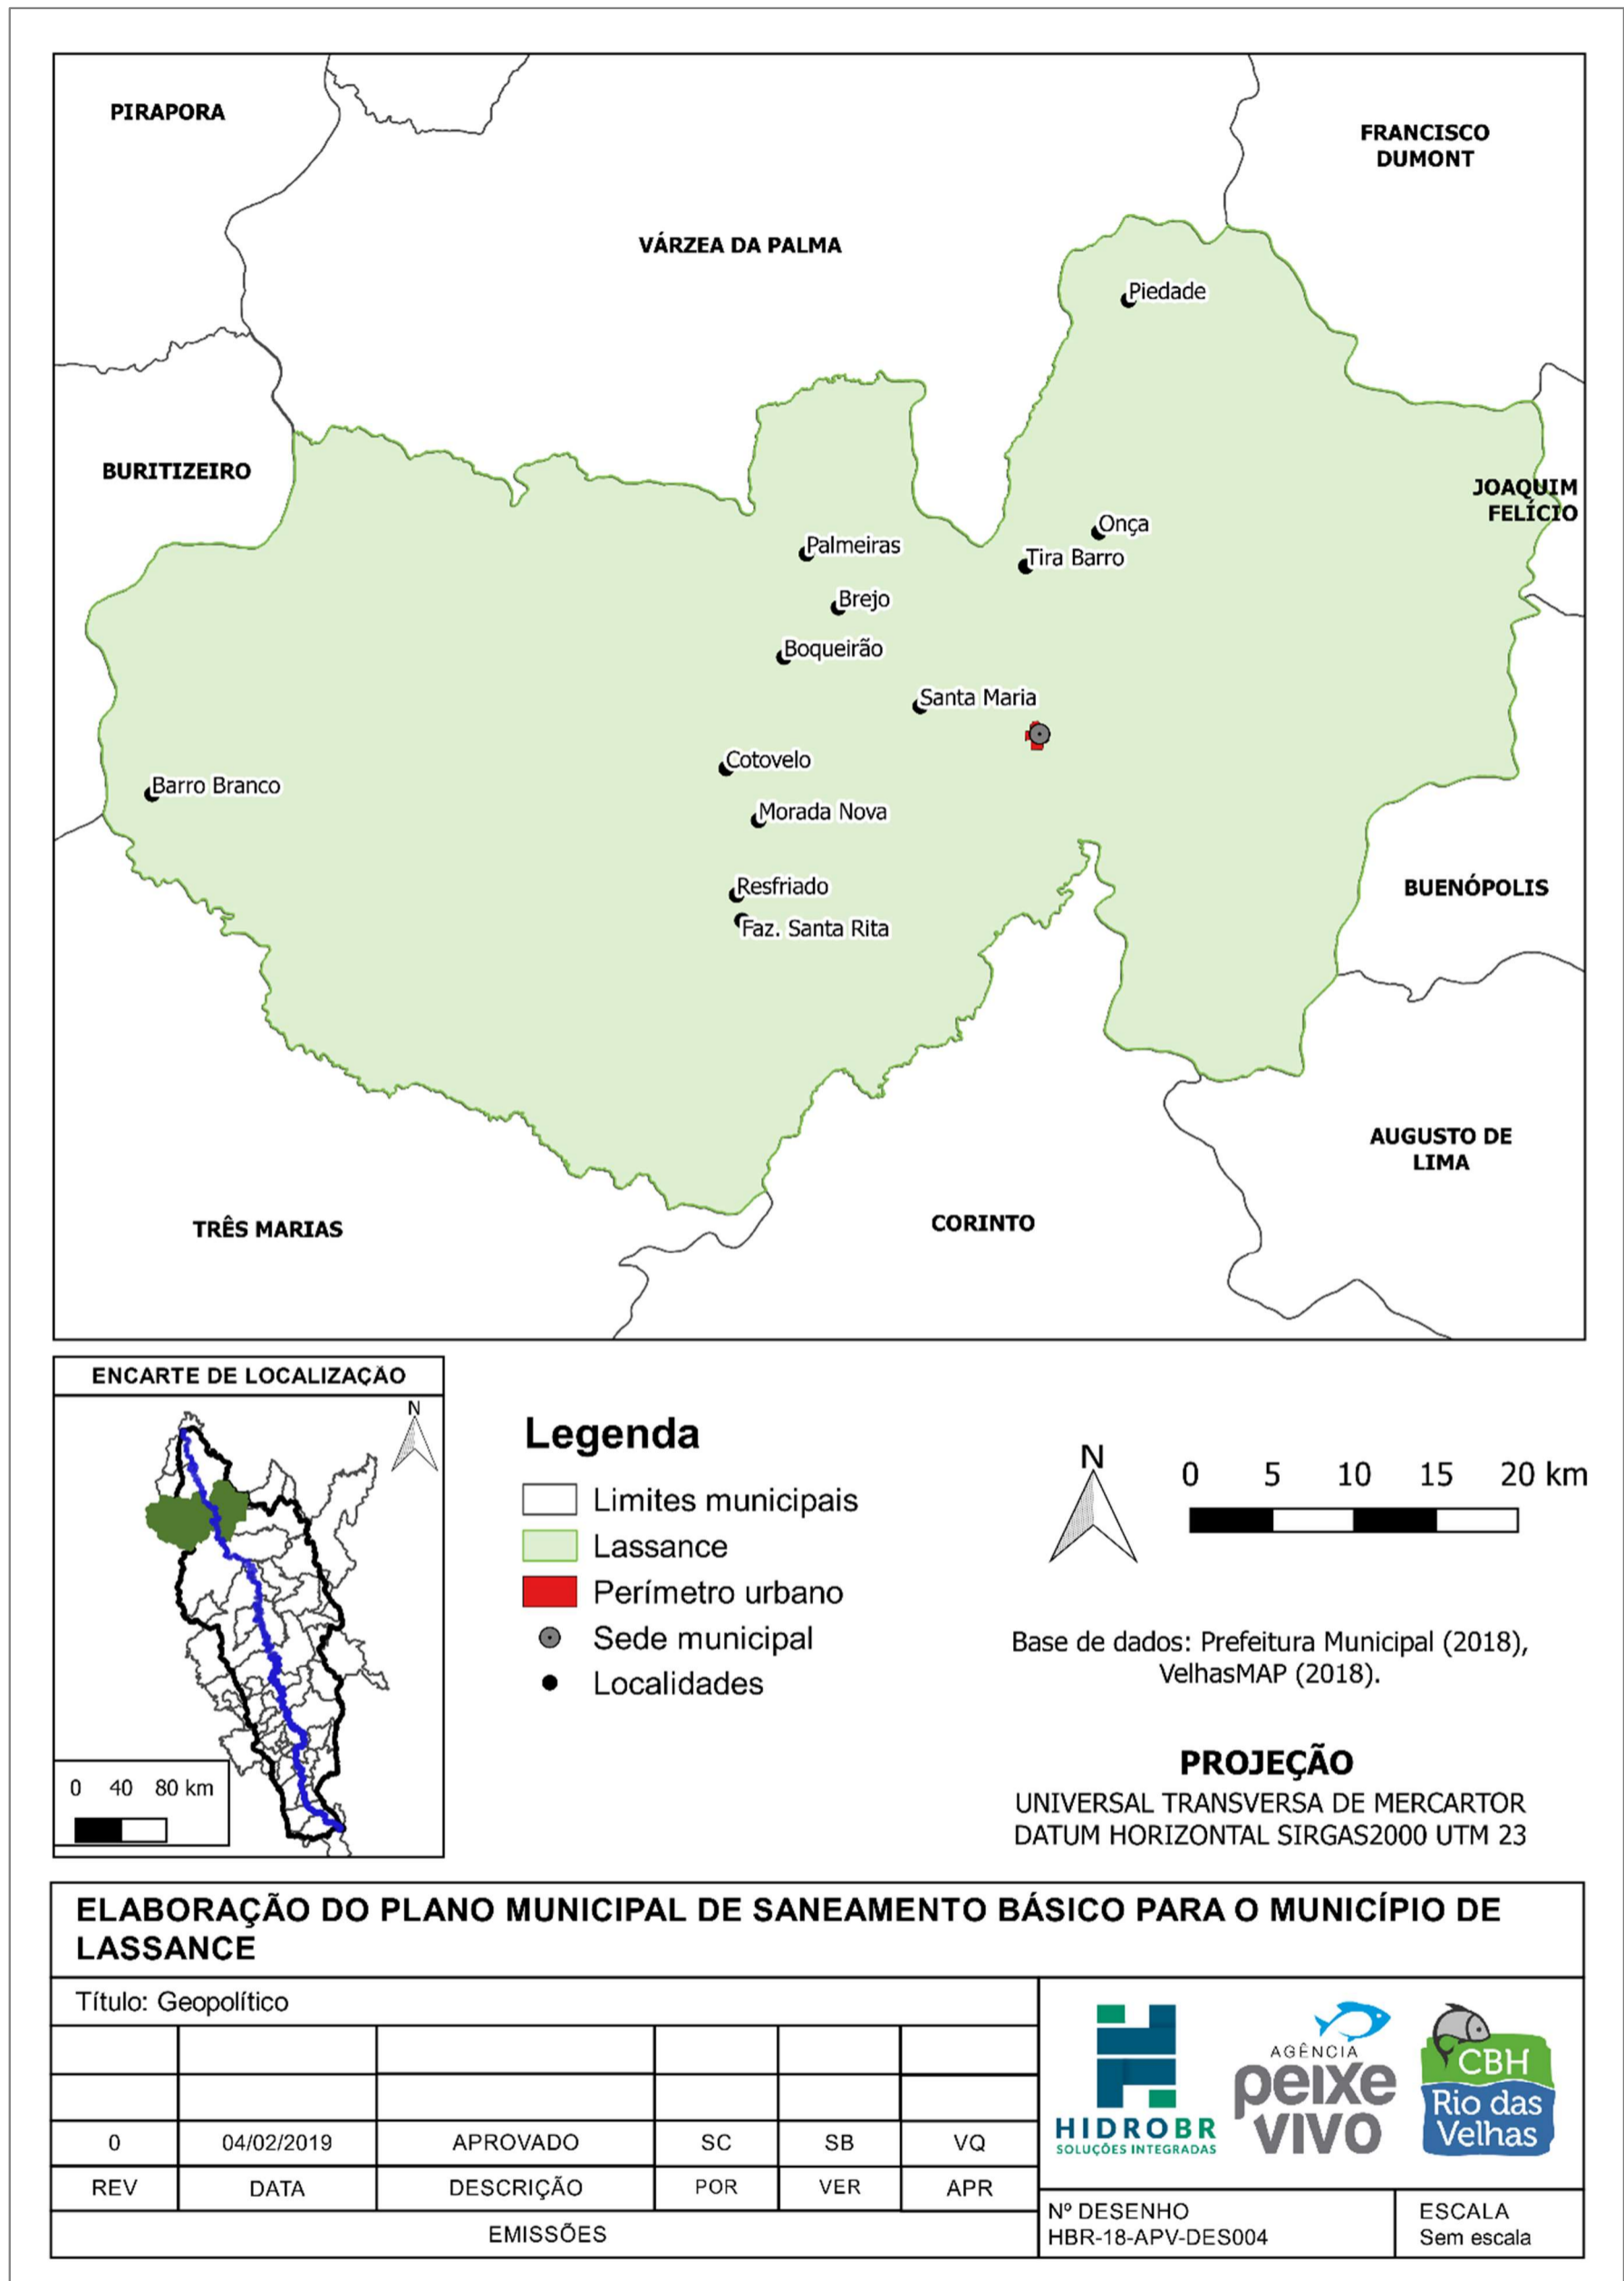 PIRAPORA
FRANCISCO
DUMONT
VÁRZEA DA PALMA
Piedade
BURITIZEIRO
JOAQUIM
FELÍCIO
Onça
Palmeiras
Tira Barro
Brejo
Boqueirão
Santa Maria
Cotovelo
Barro Branco
Morada Nova
Resfriado
BUENÓPOLIS
Faz. Santa Rita
AUGUSTO DE
LIMA
TRÊS MARIAS
CORINTO
ENCARTE DE LOCALIZAÇÃO
N
0 40 80 km
Legenda
Limites municipais
Lassance
Perímetro urbano
Sede municipal
Localidades
N
0 5 10 15 20 km
Base de dados: Prefeitura Municipal (2018),
VelhasMAP (2018).
PROJEÇÃO
UNIVERSAL TRANSVERSA DE MERCARTOR
DATUM HORIZONTAL SIRGAS2000 UTM 23
ELABORAÇÃO DO PLANO MUNICIPAL DE SANEAMENTO BÁSICO PARA O MUNICÍPIO DE
LASSANCE
Título: Geopolítico
0 04/02/2019 APROVADO SC SB VQ
REV DATA DESCRIÇÃO POR VER APR
EMISSÕES
HIDROBR
SOLUÇÕES INTEGRADAS
AGÊNCIA
peixe
VIVO
CBH
Rio das
Velhas
Nº DESENHO
HBR-18-APV-DES004
ESCALA
Sem escala